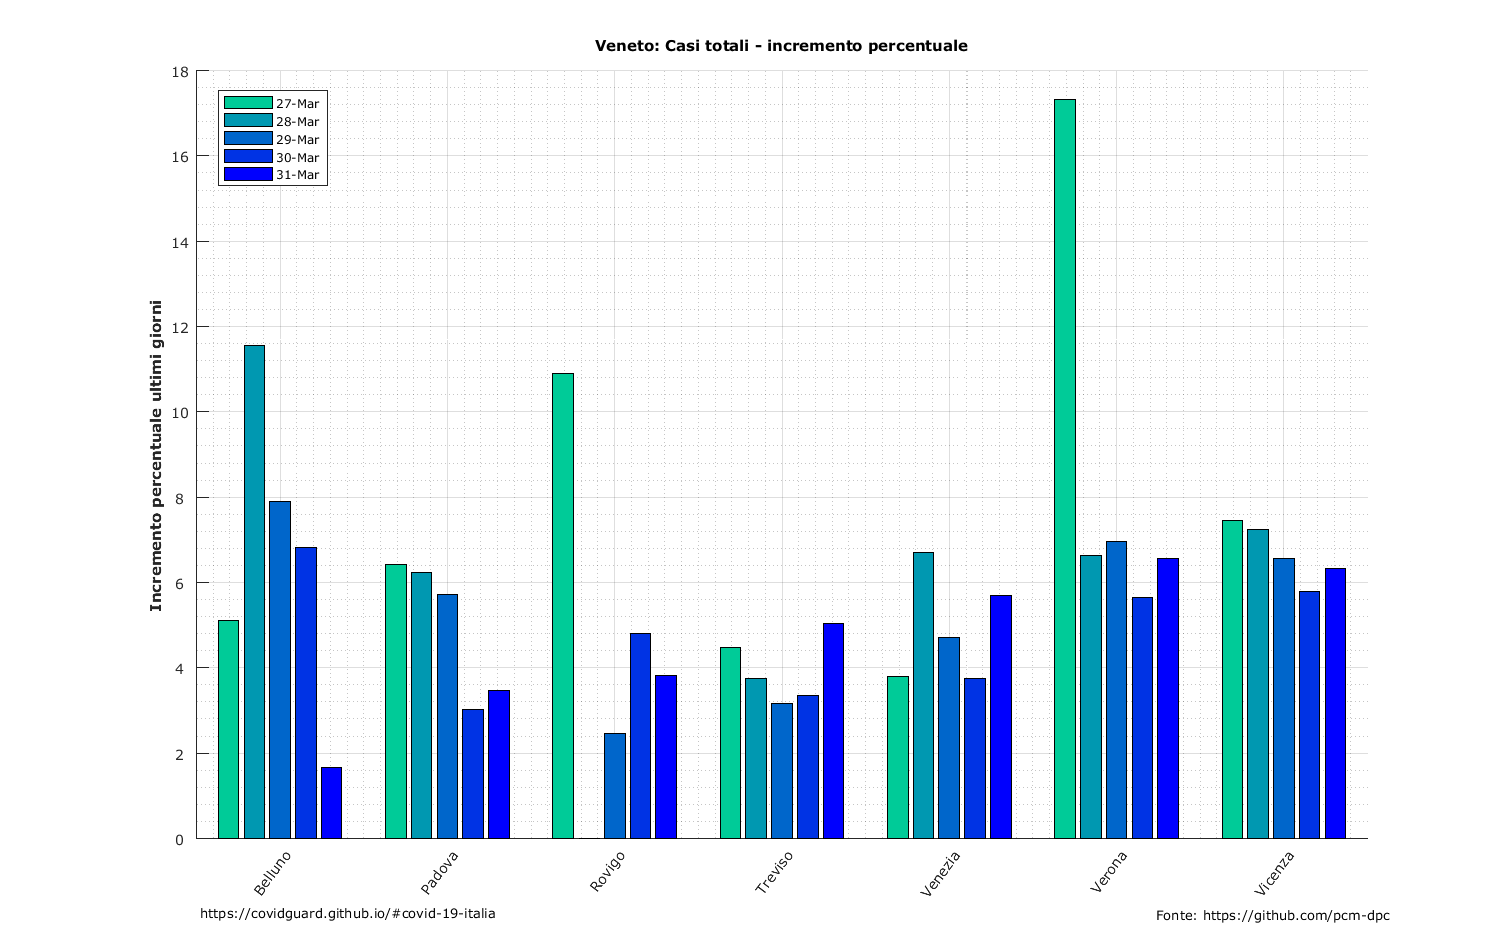 Veneto: Casi totali - incremento percentuale
18
16
14
12
10
8
6
4
2
0
27-Mar
28-Mar
29-Mar
30-Mar
31-Mar
Incremento percentuale ultimi giorni
Belluno
Padova
Rovigo
Treviso
Venezia
Verona
Vicenza
https://covidguard.github.io/#covid-19-italia
Fonte: https://github.com/pcm-dpc